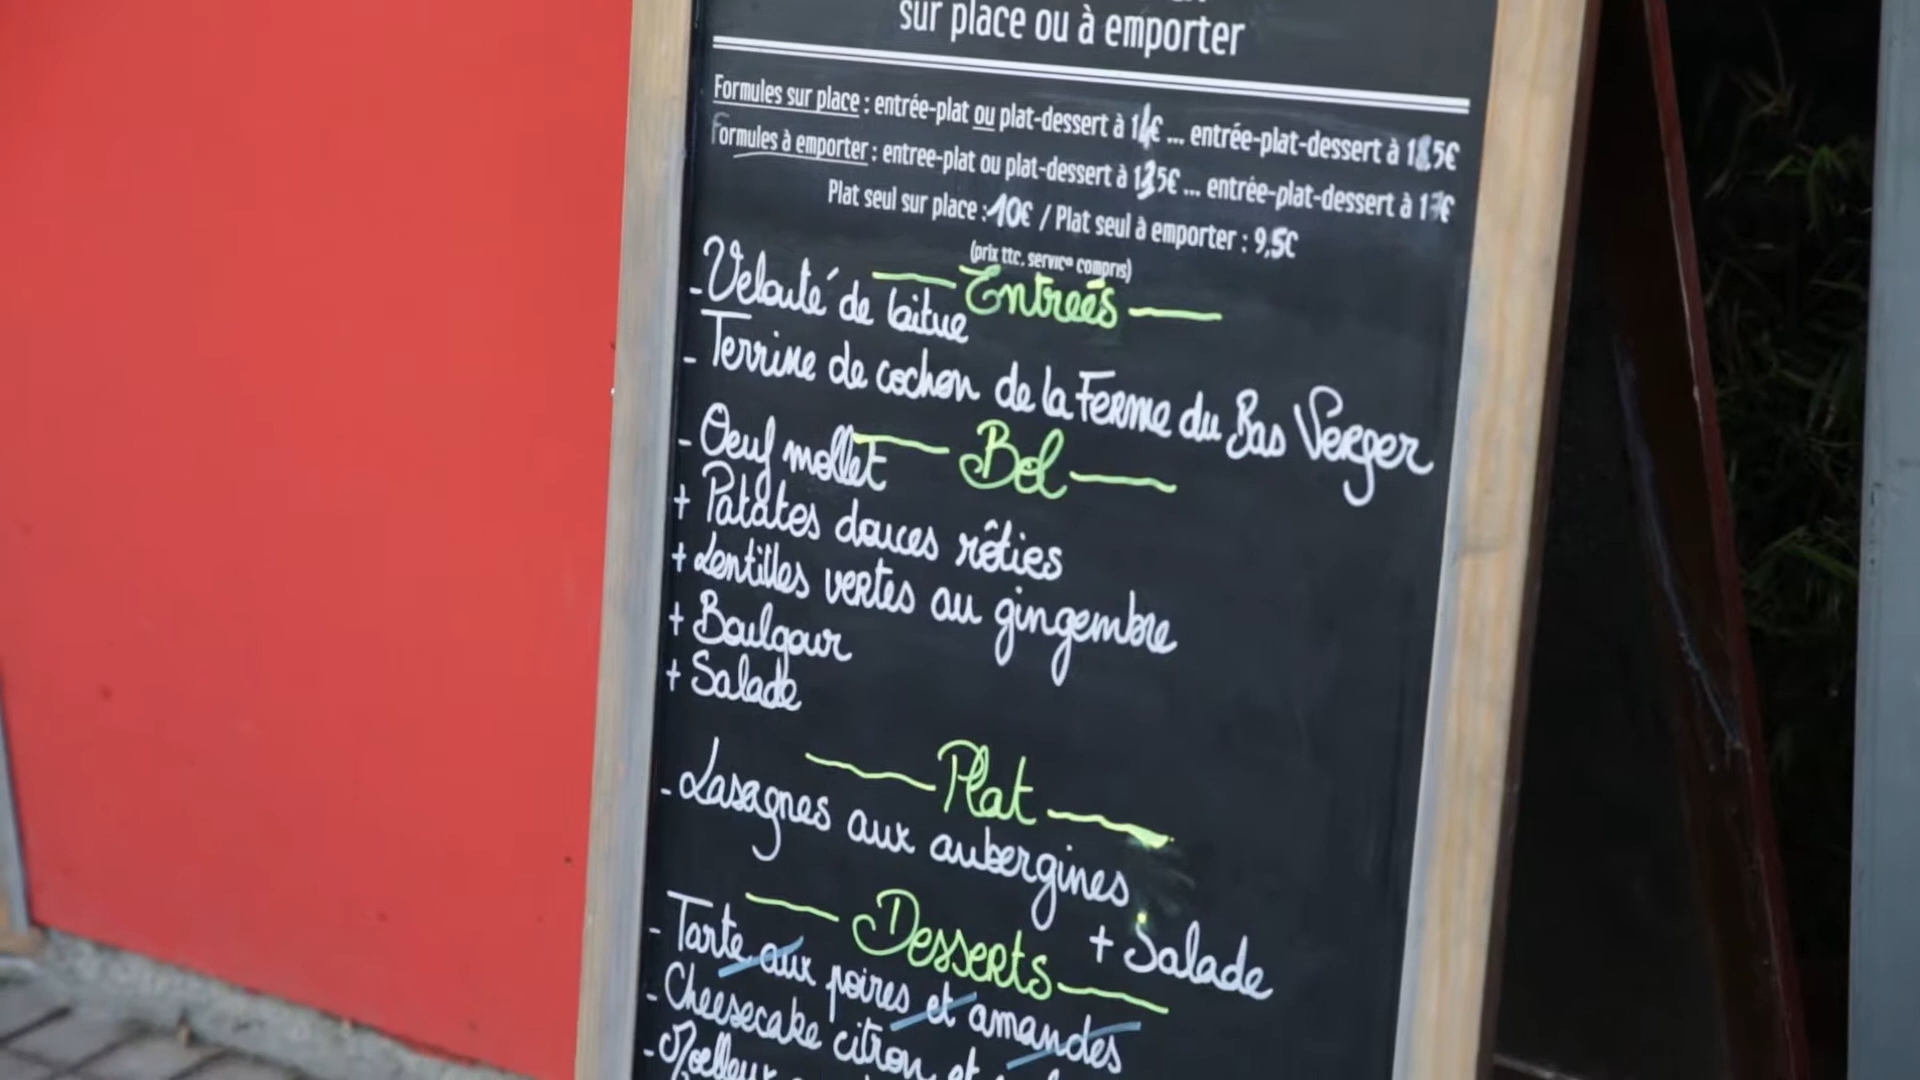 sur place ou à emporter
Formules sur place : entrée-plat ou plat-dessert à 14€ ... entrée-plat-dessert à 18,5€
Formules à emporter : entree-plat ou plat-dessert à 13,5€ ... entrée-plat-dessert à 17€
Plat seul sur place : 10€ / Plat seul à emporter : 9,5€
(prix ttc, service compris)
Entrees
- Velouté de laitue
- Terrine de cochon de la Ferme du Bas Verger
Bol
- Oeuf mollet
+ Patates douces rôties
+ Lentilles vertes au gingembre
+ Boulgour
+ Salade
Plat
- Lasagnes aux aubergines
+ Salade
Desserts
- Tarte aux poires et amandes
- Cheesecake citron et
- Moelleux